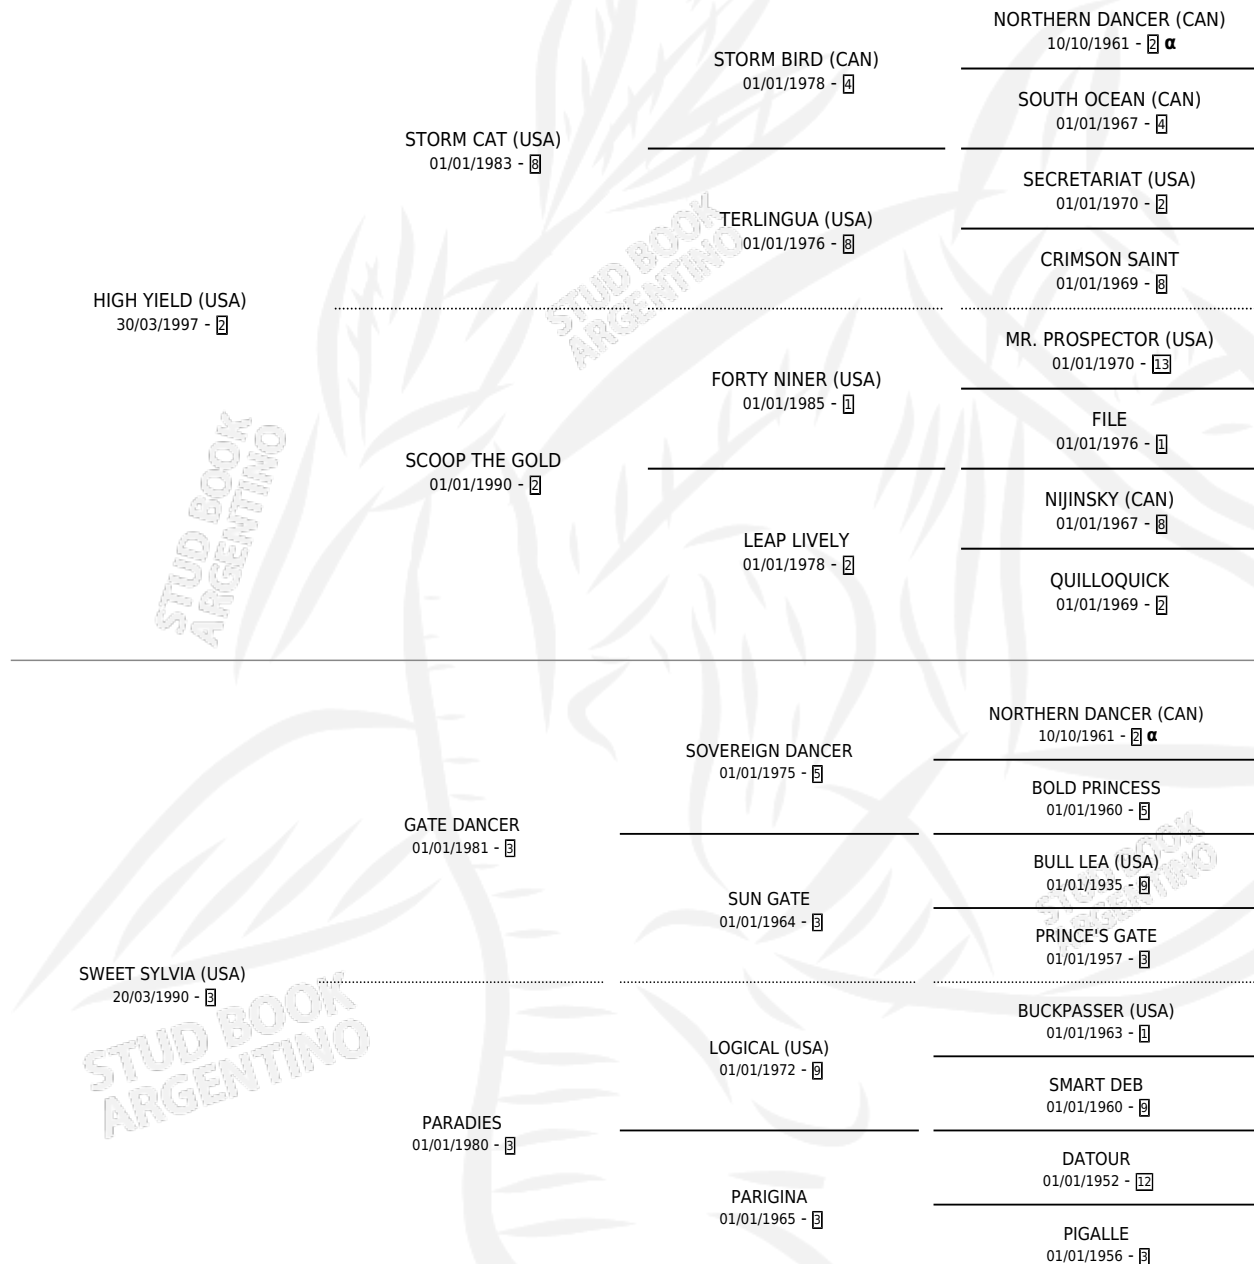 HIGH YIELD (USA)
30/03/1997 - 2
STORM CAT (USA)
01/01/1983 - 8
SCOOP THE GOLD
01/01/1990 - 2
STORM BIRD (CAN)
01/01/1978 - 4
TERLINGUA (USA)
01/01/1976 - 8
FORTY NINER (USA)
01/01/1985 - 1
LEAP LIVELY
01/01/1978 - 2
NORTHERN DANCER (CAN)
10/10/1961 - 2 α
SOUTH OCEAN (CAN)
01/01/1967 - 4
SECRETARIAT (USA)
01/01/1970 - 2
CRIMSON SAINT
01/01/1969 - 8
MR. PROSPECTOR (USA)
01/01/1970 - 13
FILE
01/01/1976 - 1
NIJINSKY (CAN)
01/01/1967 - 8
QUILLOQUICK
01/01/1969 - 2
SWEET SYLVIA (USA)
20/03/1990 - 3
GATE DANCER
01/01/1981 - 3
PARADIES
01/01/1980 - 3
SOVEREIGN DANCER
01/01/1975 - 5
SUN GATE
01/01/1964 - 3
LOGICAL (USA)
01/01/1972 - 9
PARIGINA
01/01/1965 - 3
NORTHERN DANCER (CAN)
10/10/1961 - 2 α
BOLD PRINCESS
01/01/1960 - 5
BULL LEA (USA)
01/01/1935 - 9
PRINCE'S GATE
01/01/1957 - 3
BUCKPASSER (USA)
01/01/1963 - 1
SMART DEB
01/01/1960 - 9
DATOUR
01/01/1952 - 12
PIGALLE
01/01/1956 - 3
STUD BOOK
ARGENTINO
STUD BOOK
ARGENTINO
STUD BOOK
ARGENTINO
STUD BOOK
ARGENTINO